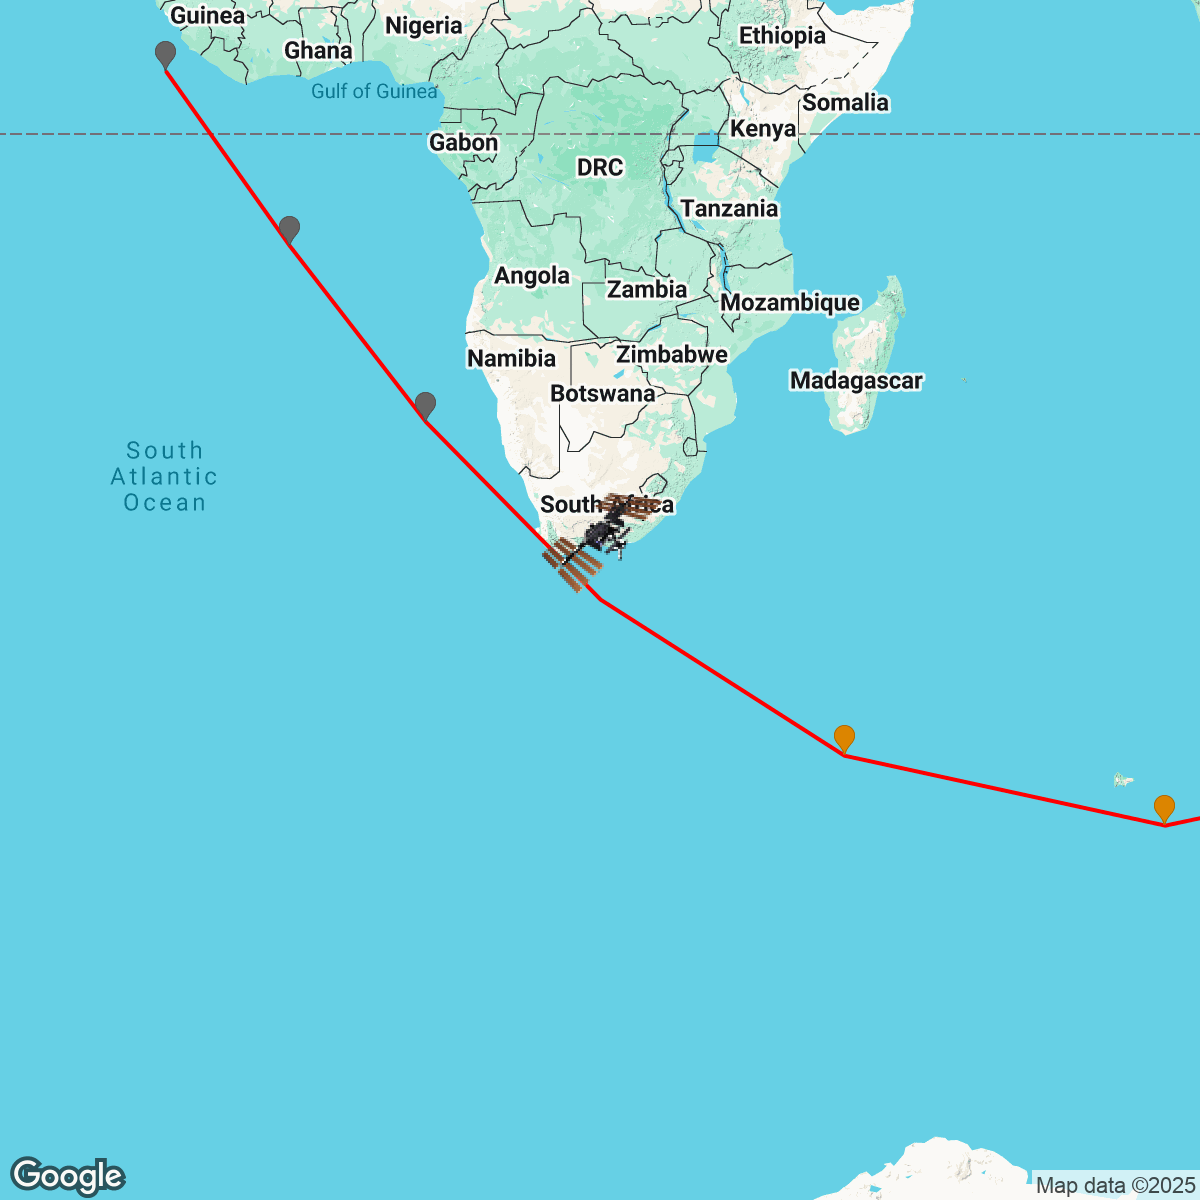 Guinea
Nigeria
Ghana
Ethiopia
Gulf of Guinea
Somalia
Kenya
Gabon
DRC
Tanzania
Angola
Zambia
Mozambique
Namibia
Zimbabwe
Botswana
Madagascar
South
Atlantic
Ocean
South Africa
Google
Map data ©2025